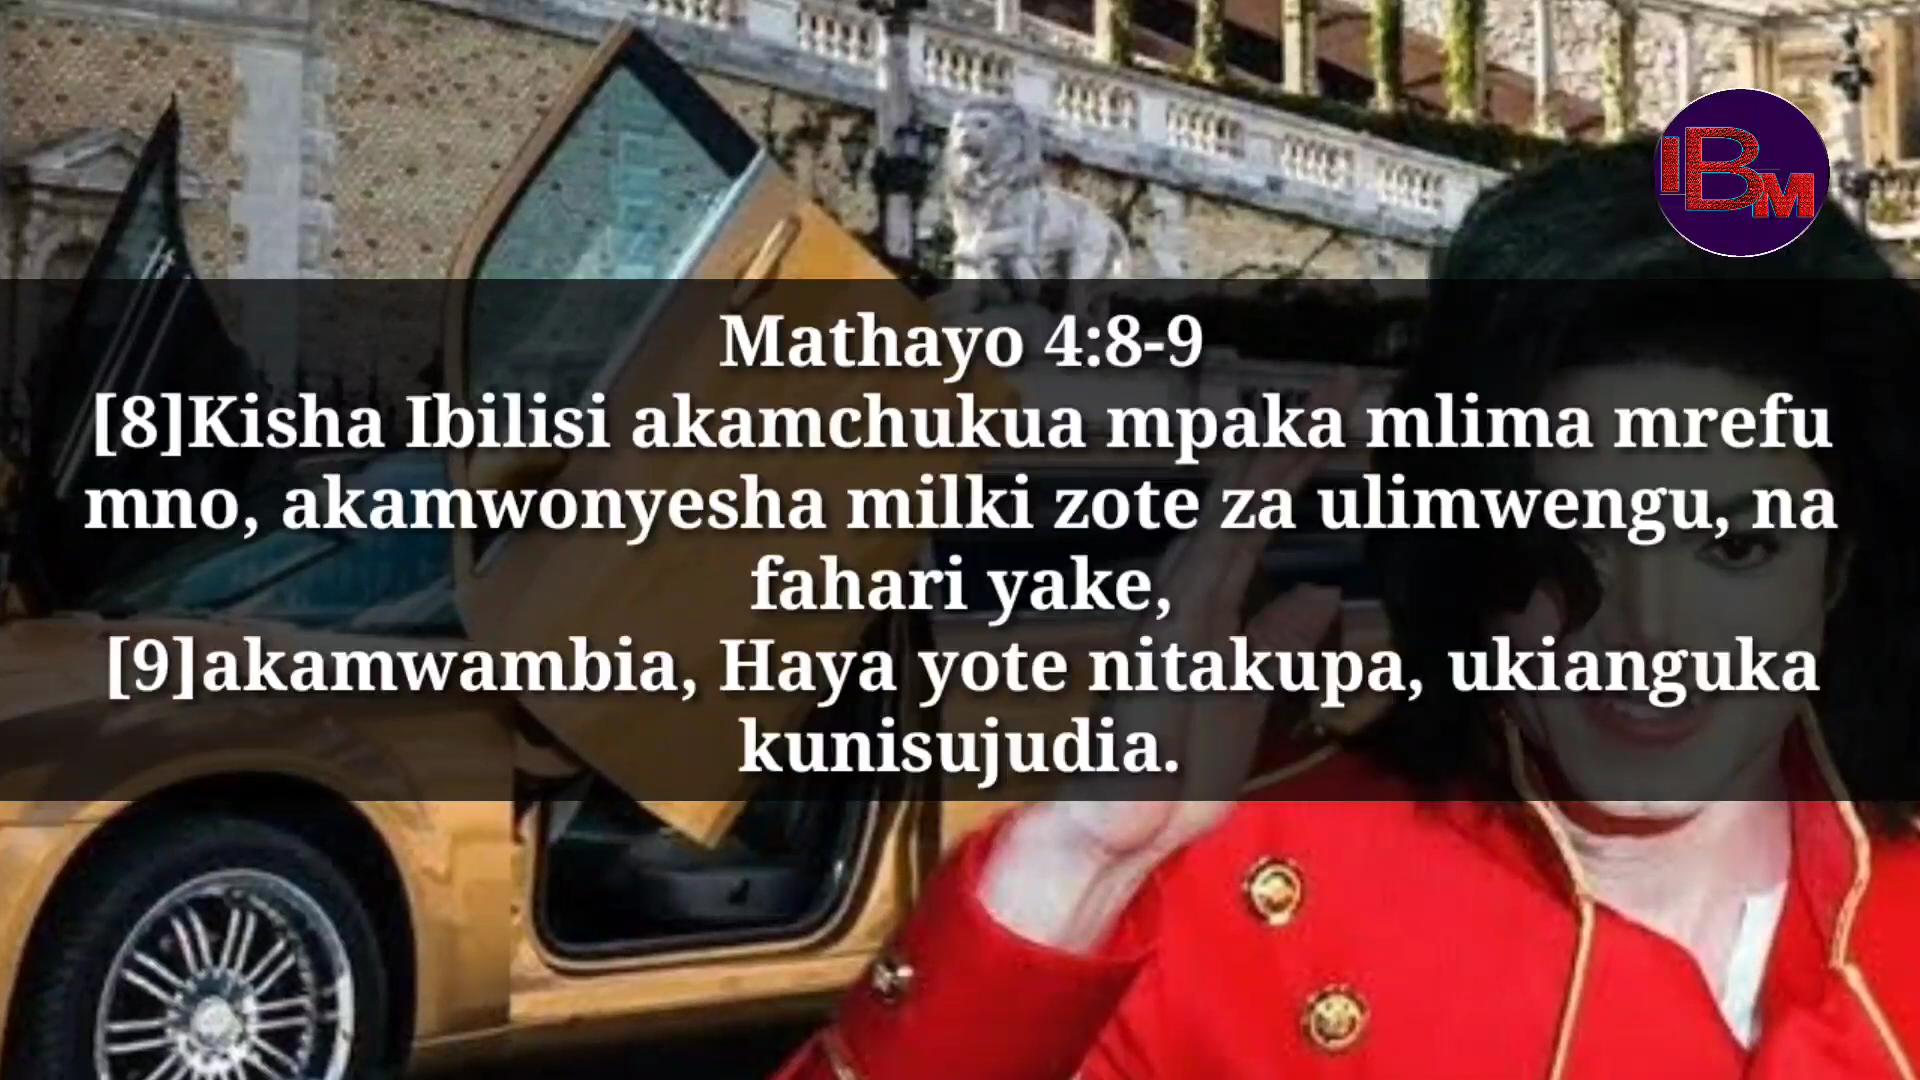 IBM
Mathayo 4:8-9
[8]Kisha Ibilisi akamchukua mpaka mlima mrefu
mno, akamwonyesha milki zote za ulimwengu, na
fahari yake,
[9]akamwambia, Haya yote nitakupa, ukianguka
kunisujudia.